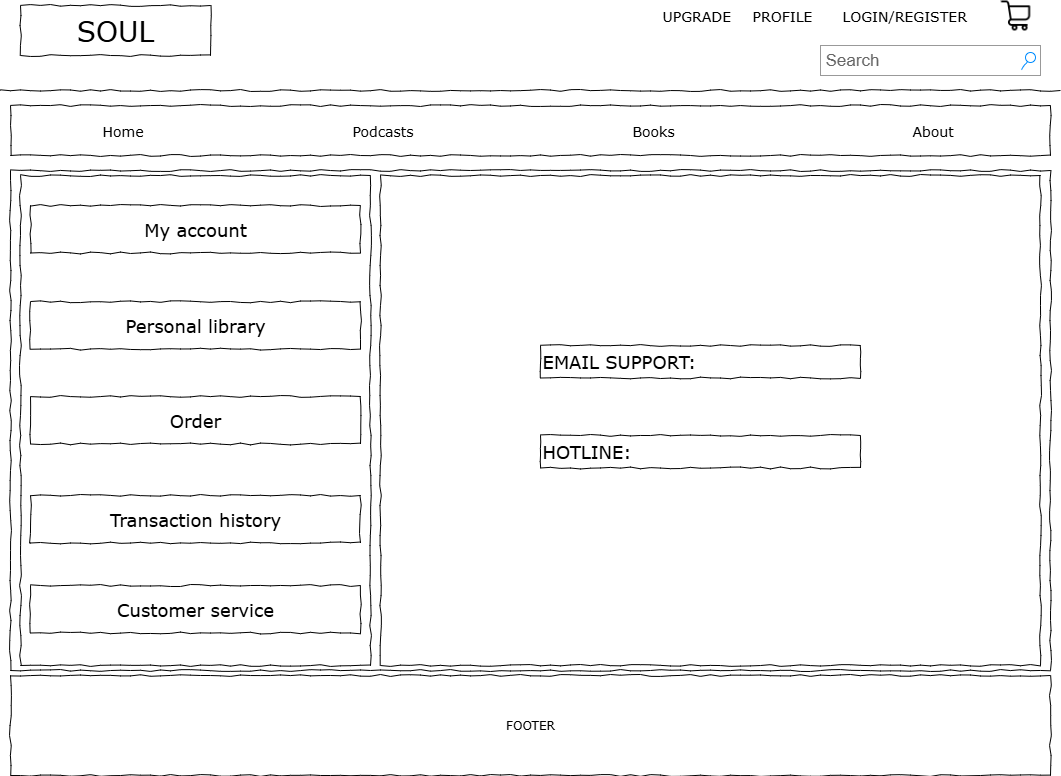 SOUL
UPGRADE PROFILE LOGIN/REGISTER
Search
Home Podcasts Books About
My account
Personal library
Order
Transaction history
Customer service
EMAIL SUPPORT:
HOTLINE:
FOOTER